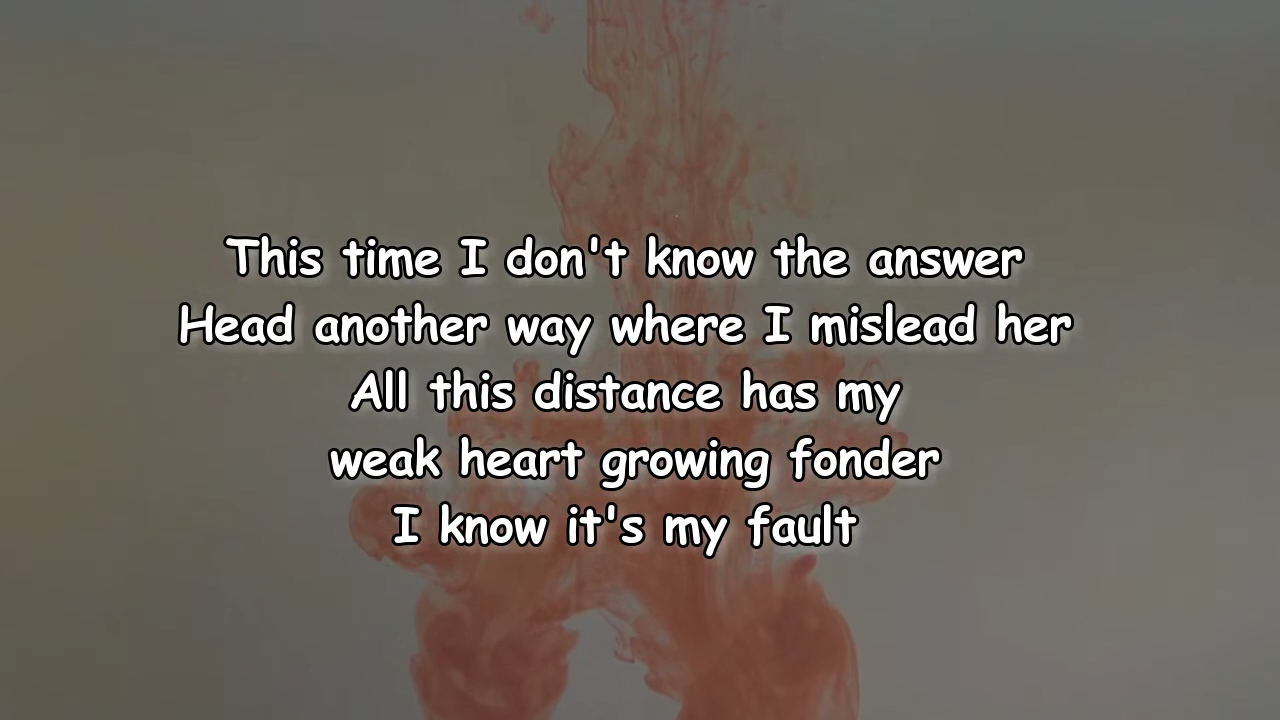 This time I don't know the answer
Head another way where I mislead her
All this distance has my
weak heart growing fonder
I know it's my fault